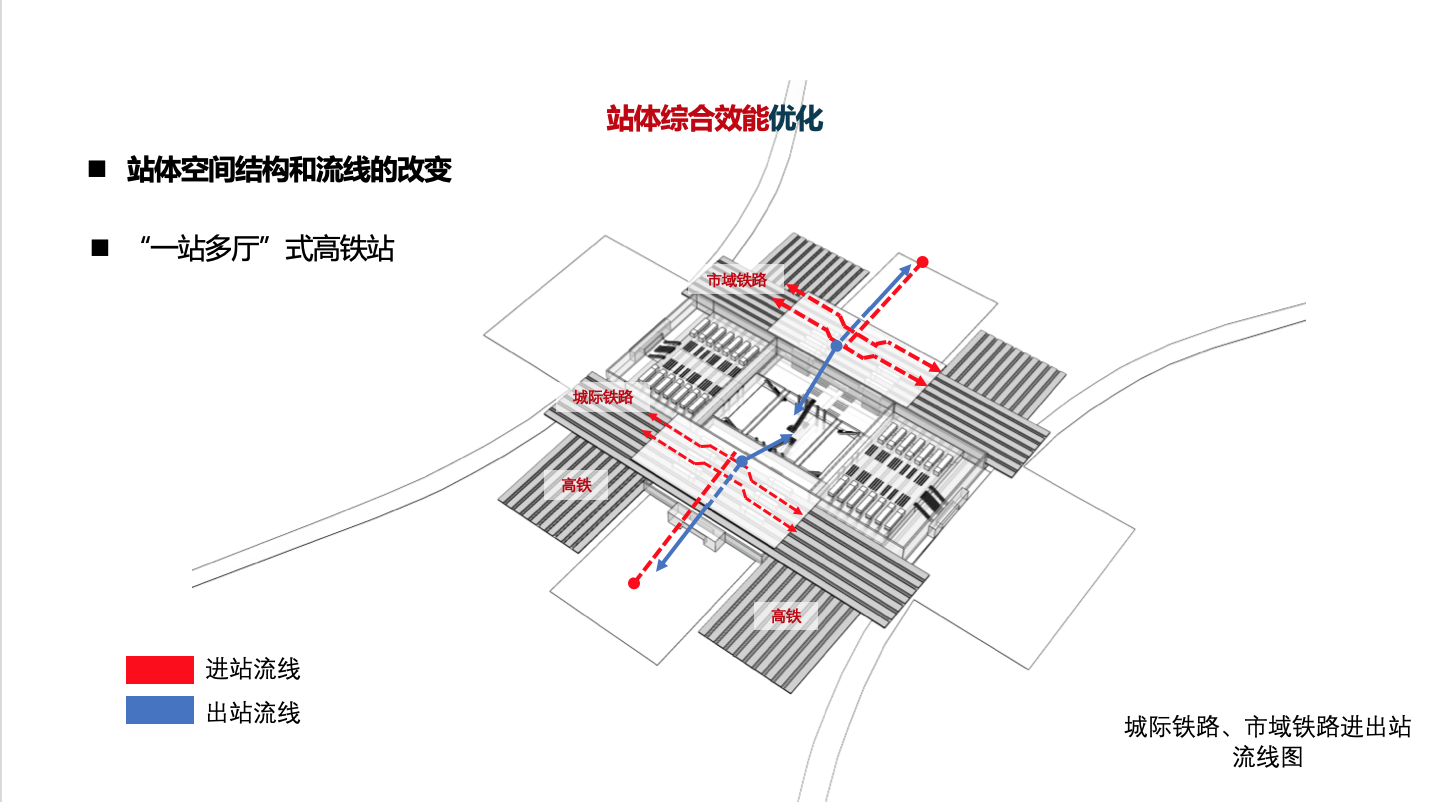 站体综合效能优化
站体空间结构和流线的改变
“一站多厅”式高铁站
市域铁路
城际铁路
高铁
高铁
进站流线
出站流线
城际铁路、市域铁路进出站
流线图